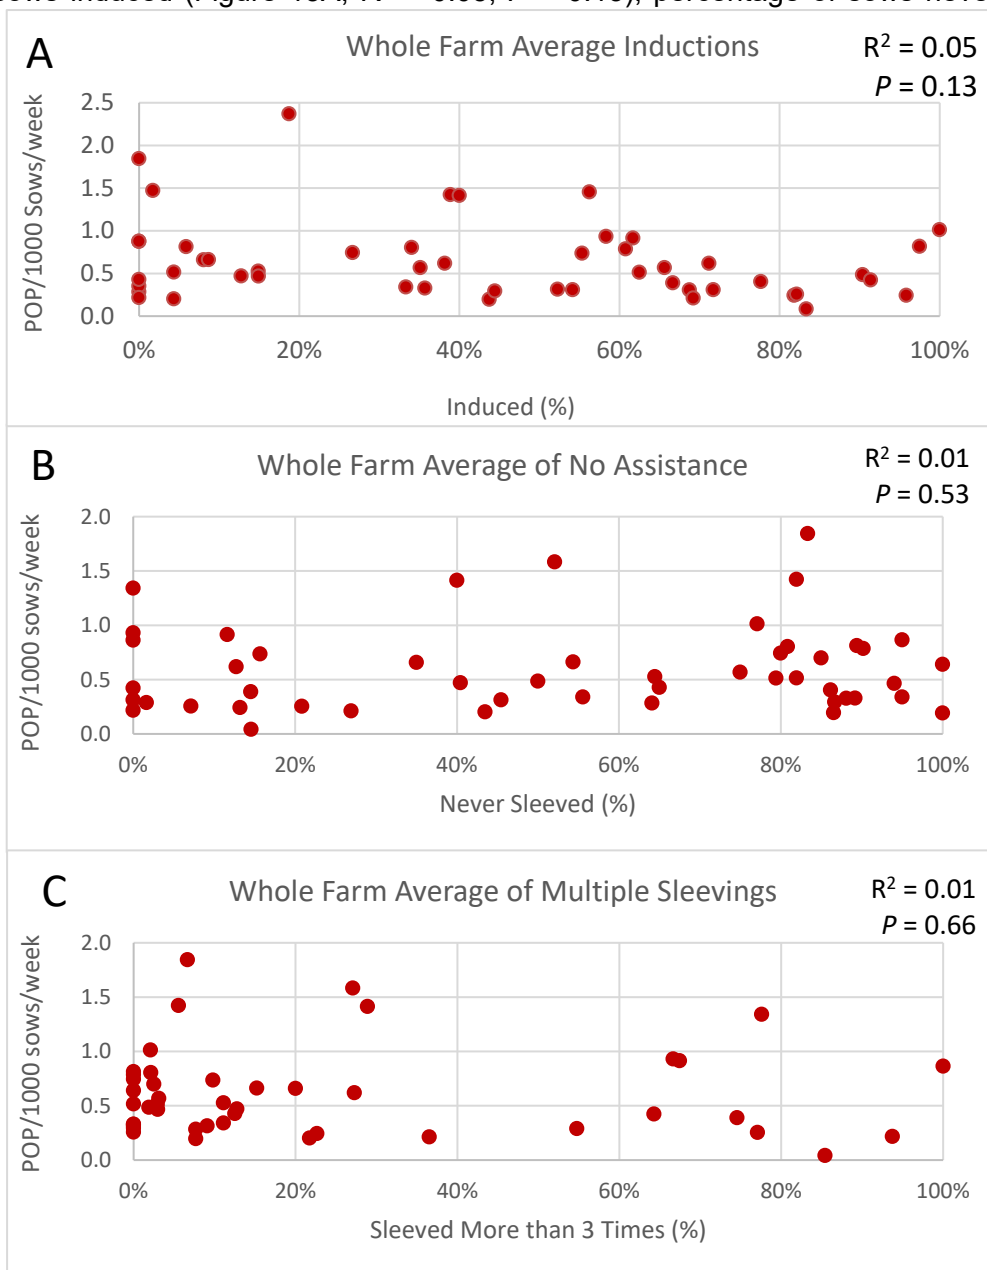 A
Whole Farm Average Inductions
R² = 0.05
P = 0.13
POP/1000 Sows/week
2.5
2.0
1.5
1.0
0.5
0.0
0% 20% 40% 60% 80% 100%
Induced (%)
B
Whole Farm Average of No Assistance
R² = 0.01
P = 0.53
POP/1000 sows/week
2.0
1.5
1.0
0.5
0.0
0% 20% 40% 60% 80% 100%
Never Sleeved (%)
C
Whole Farm Average of Multiple Sleevings
R² = 0.01
P = 0.66
POP/1000 sows/week
2.0
1.5
1.0
0.5
0.0
0% 20% 40% 60% 80% 100%
Sleeved More than 3 Times (%)